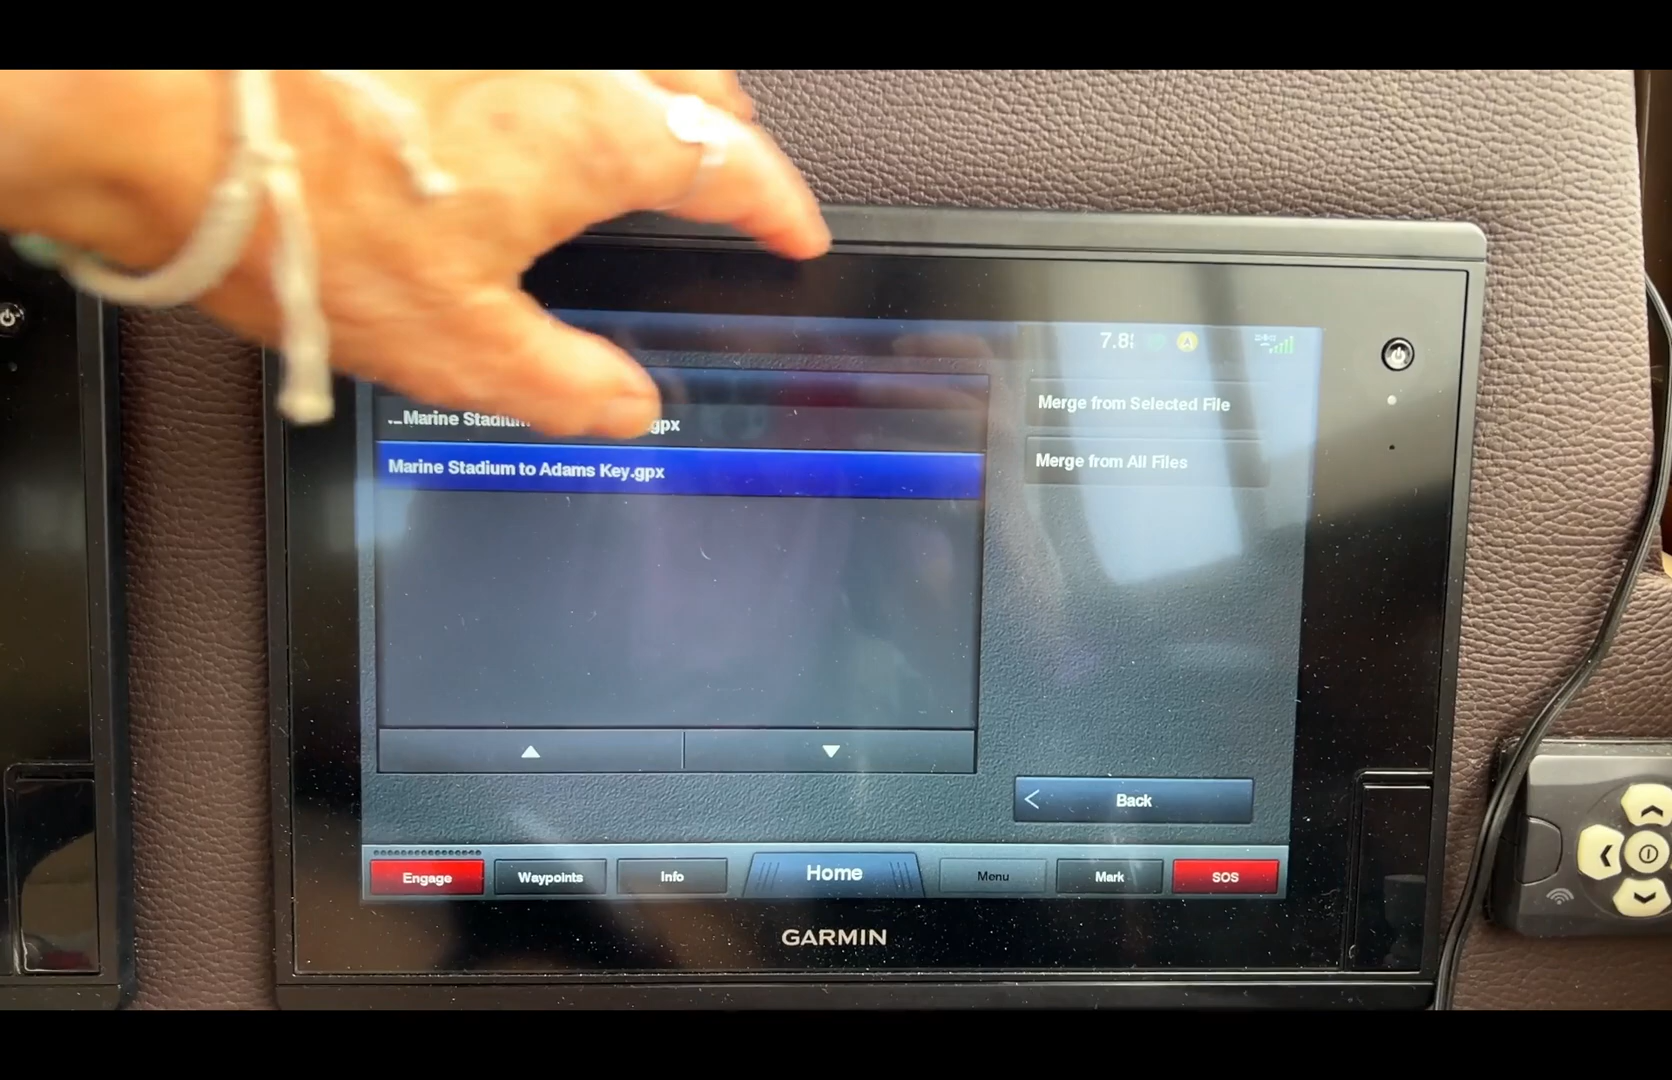 7.8
._Marine Stadium gpx
Merge from Selected File
Marine Stadium to Adams Key.gpx
Merge from All Files
Back
Engage
Waypoints
Info
Home
Menu
Mark
SOS
GARMIN